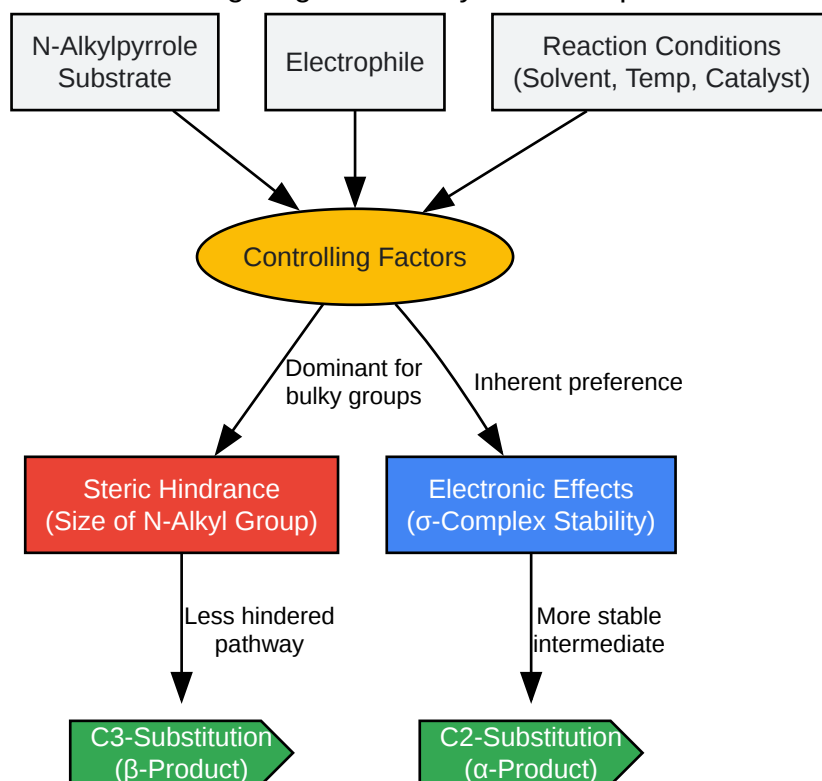 N-Alkylpyrrole
Substrate
Electrophile
Reaction Conditions
(Solvent, Temp, Catalyst)
Controlling Factors
Dominant for
bulky groups
Inherent preference
Steric Hindrance
(Size of N-Alkyl Group)
Electronic Effects
(σ-Complex Stability)
Less hindered
pathway
More stable
intermediate
C3-Substitution
(β-Product)
C2-Substitution
(α-Product)